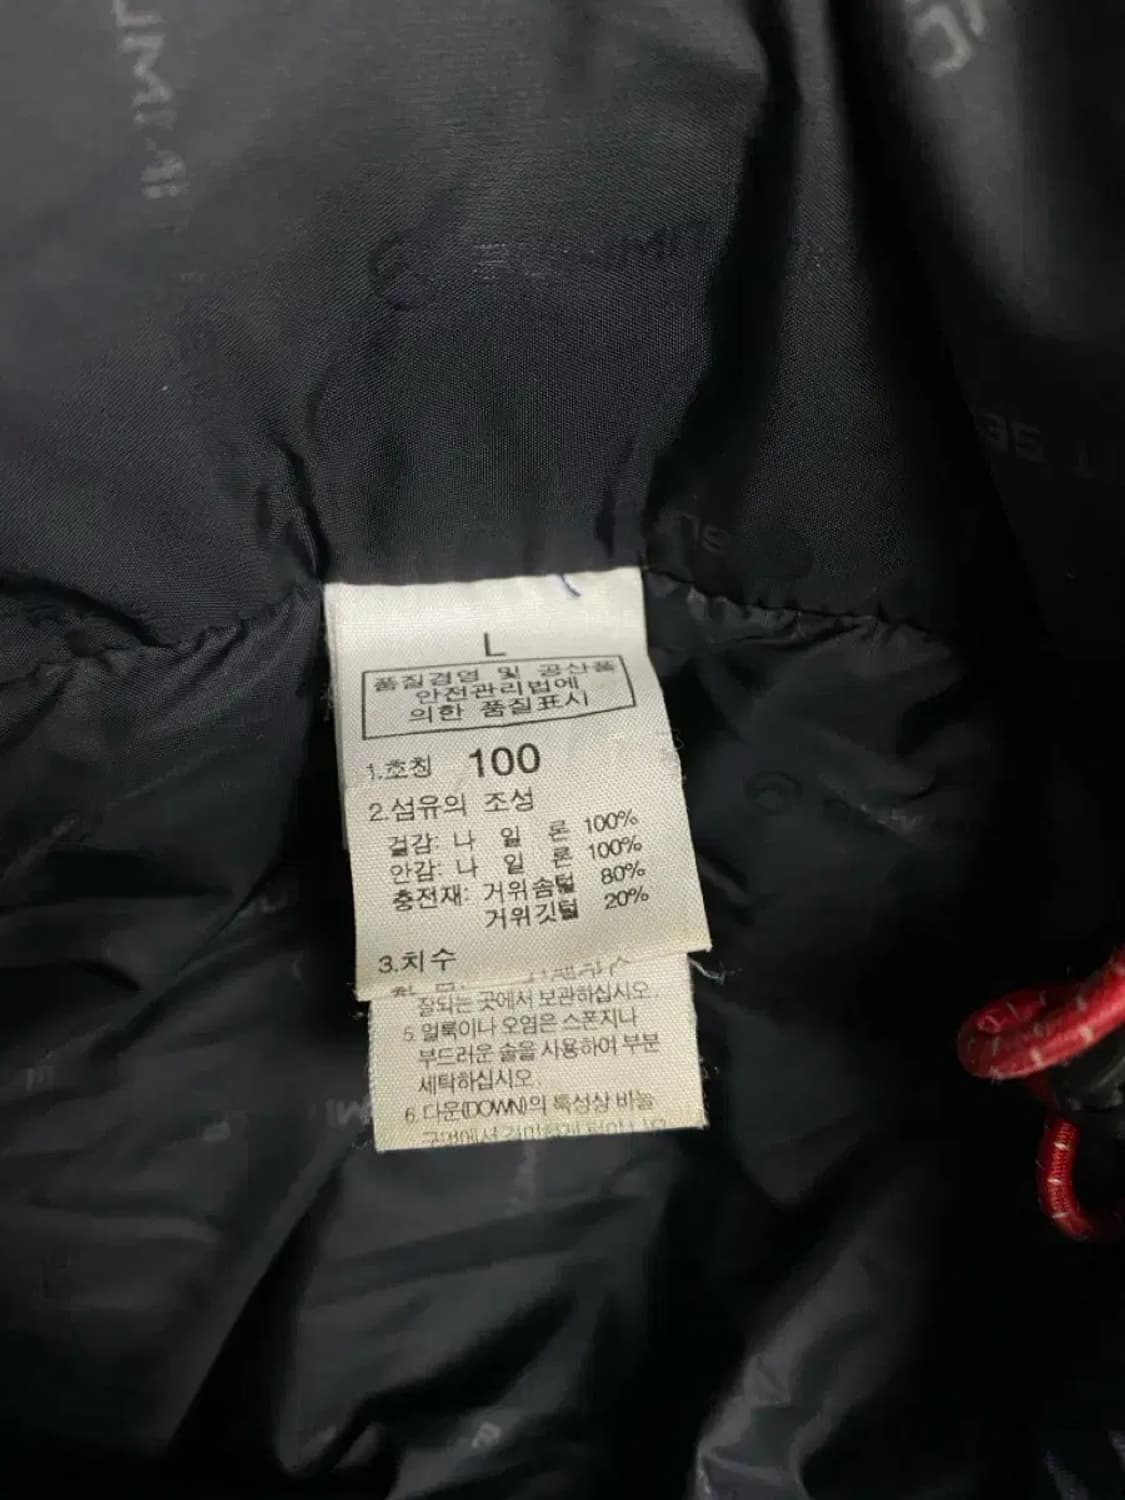 L
품질경영 및 공산품
안전관리법에
의한 품질표시
1.호칭 100
2.섬유의 조성
겉감: 나 일 론 100%
안감: 나 일 론 100%
충전재: 거위솜털 80%
거위깃털 20%
3.치수
잘되는 곳에서 보관하십시오.
5. 얼룩이나 오염은 스폰지나
부드러운 솔을 사용하여 부분
세탁하십시오.
6. 다운(DOWN)의 특성상 바늘